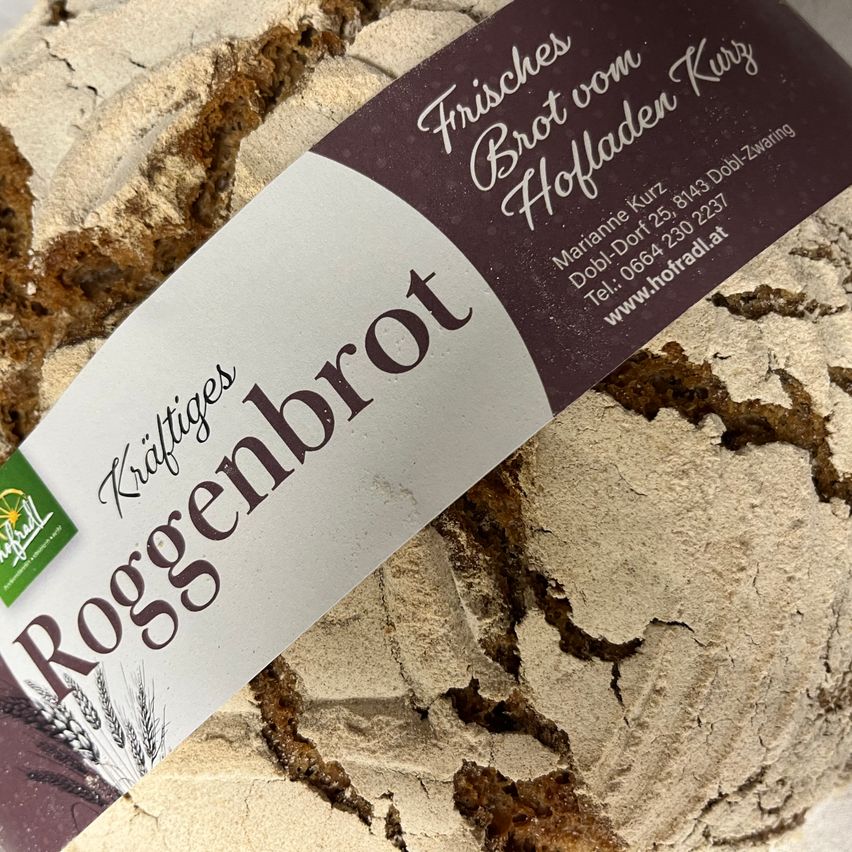 Frisches
Brot vom
Hofladen Kurz
Marianne Kurz
Dobl-Dorf 25, 8143 Dobl-Zwaring
Tel.: 0664 230 2237
www.hofradl.at
Kräftiges
Roggenbrot
hofradl